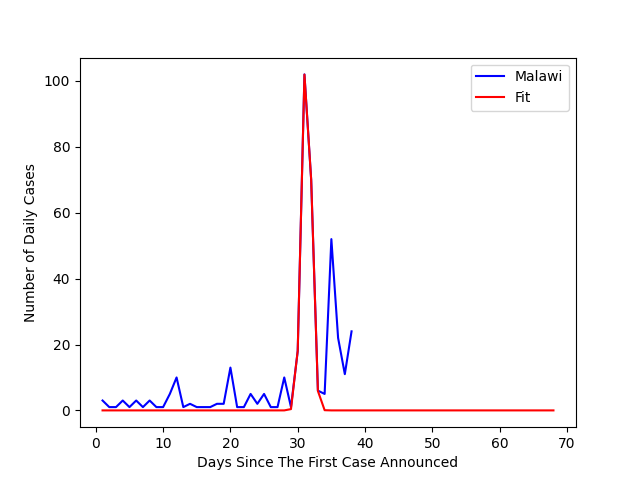 Malawi
Fit
100
80
60
40
20
0
Number of Daily Cases
0 10 20 30 40 50 60 70
Days Since The First Case Announced